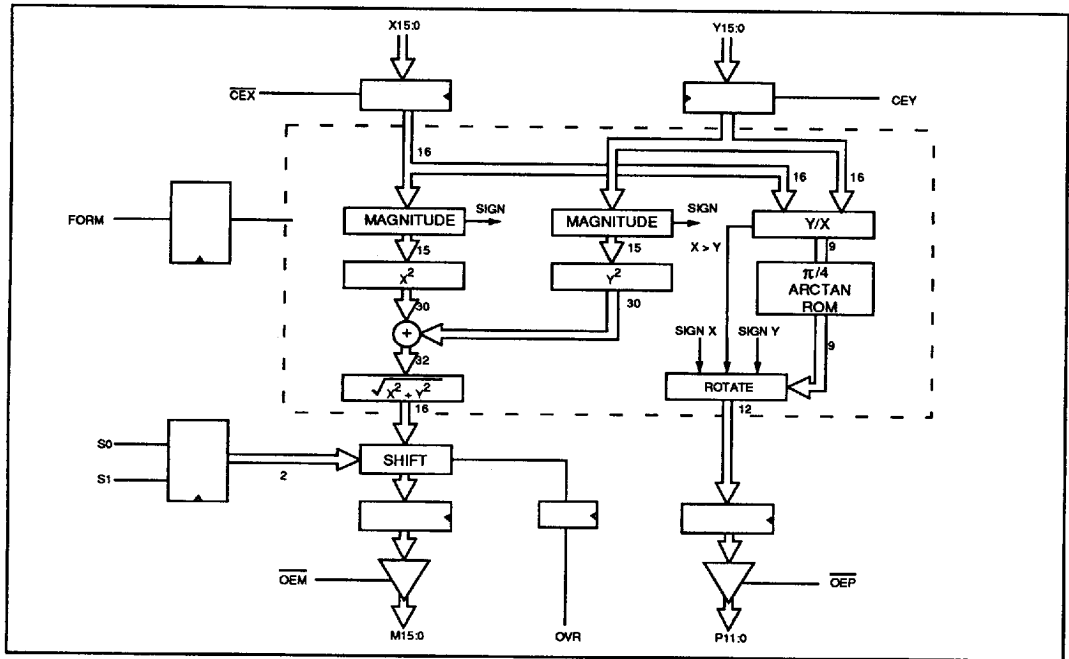 X15:0
Y15:0
CEX
CEY
16
16
16
FORM
MAGNITUDE
SIGN
MAGNITUDE
SIGN
Y/X
15
15
X > Y
9
X²
Y²
π/4
ARCTAN
ROM
30
30
+
SIGN X
SIGN Y
9
32
√X² + Y²
ROTATE
16
12
S0
S1
2
SHIFT
OEM
OEP
M15:0
OVR
P11:0